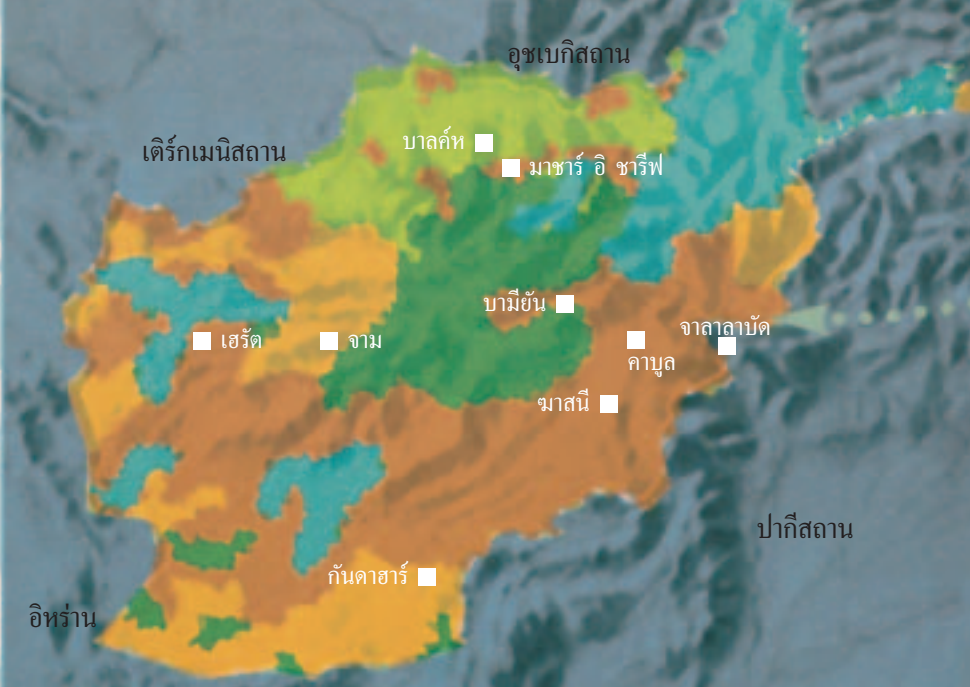 อุซเบกิสถาน
เติร์กเมนิสถาน
บาลค์ห
มาชาร์ อิ ชารีฟ
บามียัน
เฮรัต
จาม
คาบูล
จาลาลาบัด
ฆาสนี
ปากีสถาน
กันดาฮาร์
อิหร่าน